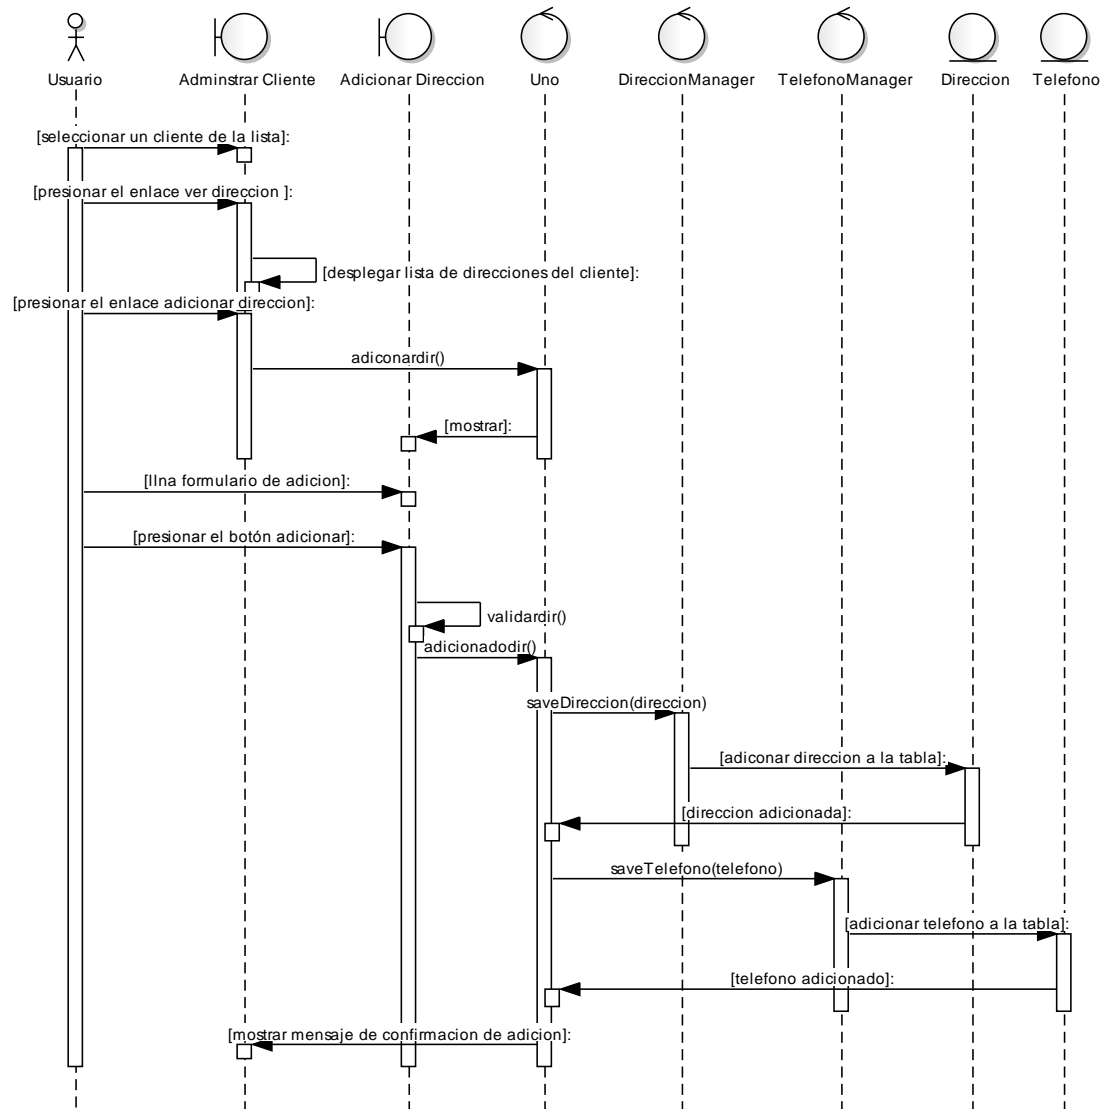 Usuario
Adminstrar Cliente
Adicionar Direccion
Uno
DireccionManager
TelefonoManager
Direccion
Telefono
[seleccionar un cliente de la lista]:
[presionar el enlace ver direccion ]:
[desplegar lista de direcciones del cliente]:
[presionar el enlace adicionar direccion]:
adiconardir()
[mostrar]:
[llna formulario de adicion]:
[presionar el botón adicionar]:
validardir()
adicionadodir()
saveDireccion(direccion)
[adiconar direccion a la tabla]:
[direccion adicionada]:
saveTelefono(telefono)
[adicionar telefono a la tabla]:
[telefono adicionado]:
[mostrar mensaje de confirmacion de adicion]: